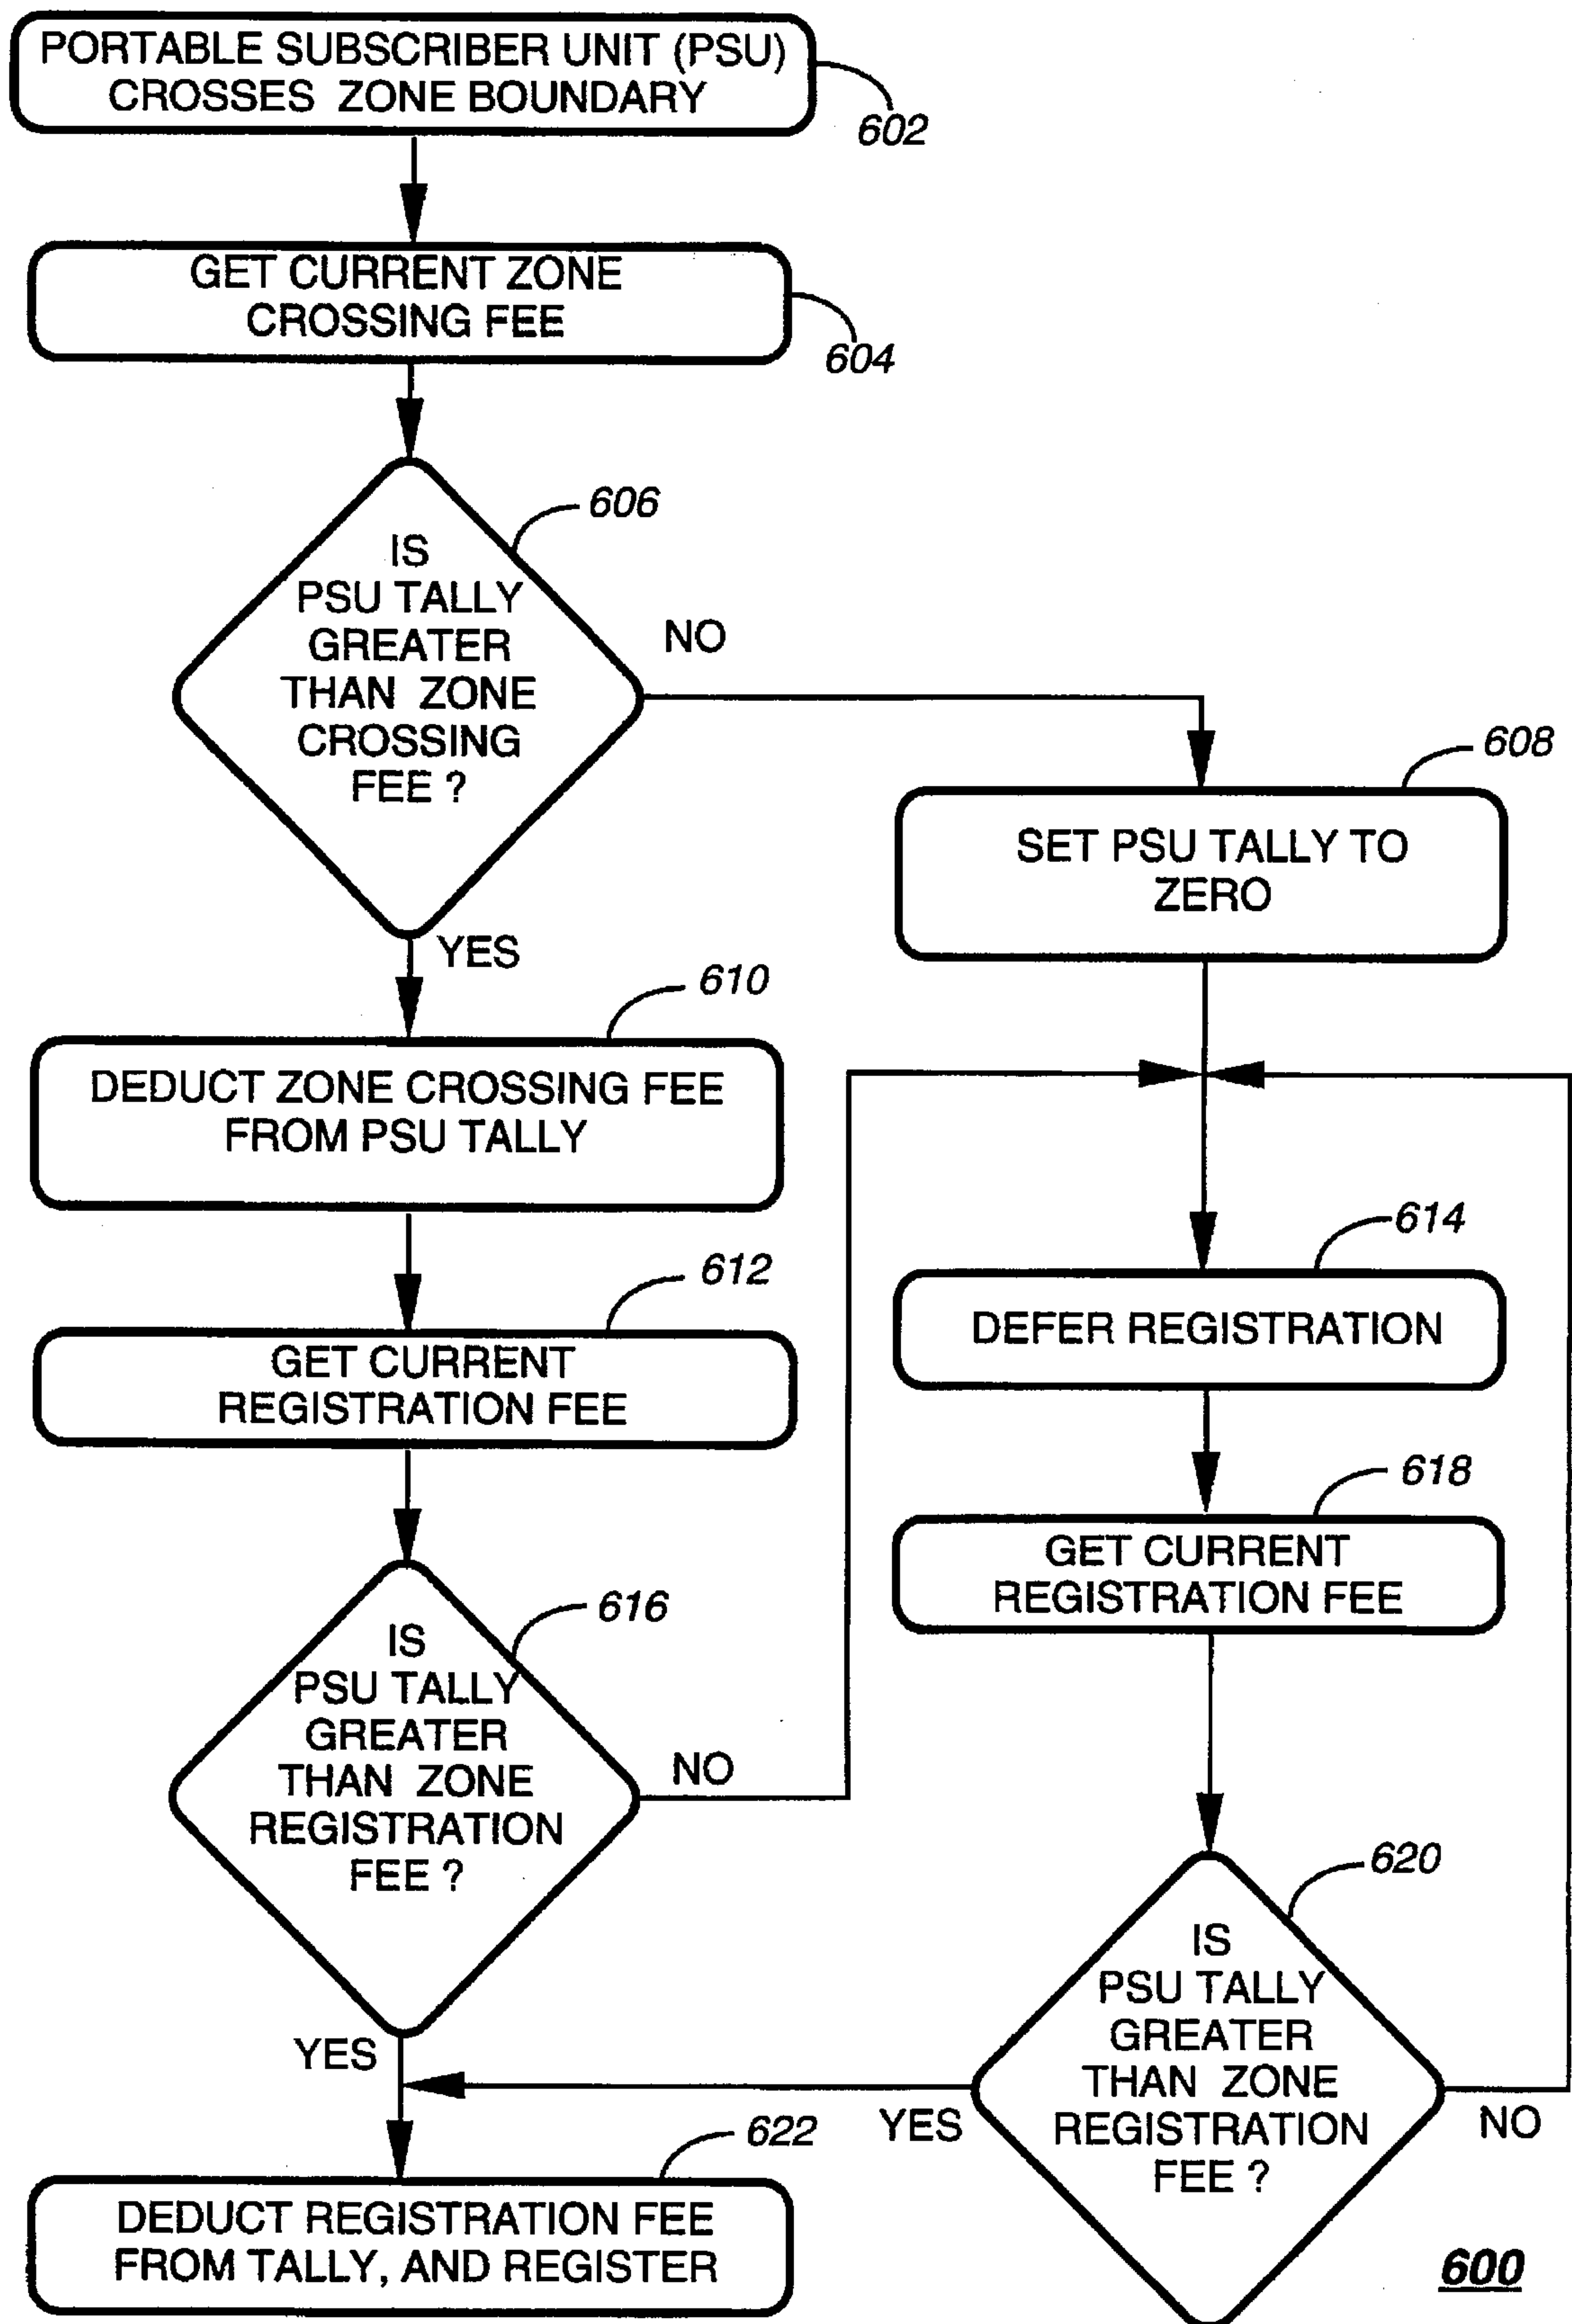 PORTABLE SUBSCRIBER UNIT (PSU)
CROSSES ZONE BOUNDARY
602
GET CURRENT ZONE
CROSSING FEE
604
606
IS
PSU TALLY
GREATER
THAN ZONE
CROSSING
FEE ?
NO
YES
608
SET PSU TALLY TO
ZERO
610
DEDUCT ZONE CROSSING FEE
FROM PSU TALLY
612
GET CURRENT
REGISTRATION FEE
614
DEFER REGISTRATION
616
IS
PSU TALLY
GREATER
THAN ZONE
REGISTRATION
FEE ?
NO
YES
618
GET CURRENT
REGISTRATION FEE
620
IS
PSU TALLY
GREATER
THAN ZONE
REGISTRATION
FEE ?
YES
NO
622
DEDUCT REGISTRATION FEE
FROM TALLY, AND REGISTER
600